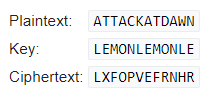 Plaintext: ATTACKATDAWN
Key: LEMONLEMONLE
Ciphertext: LXFOPVEFRNHR